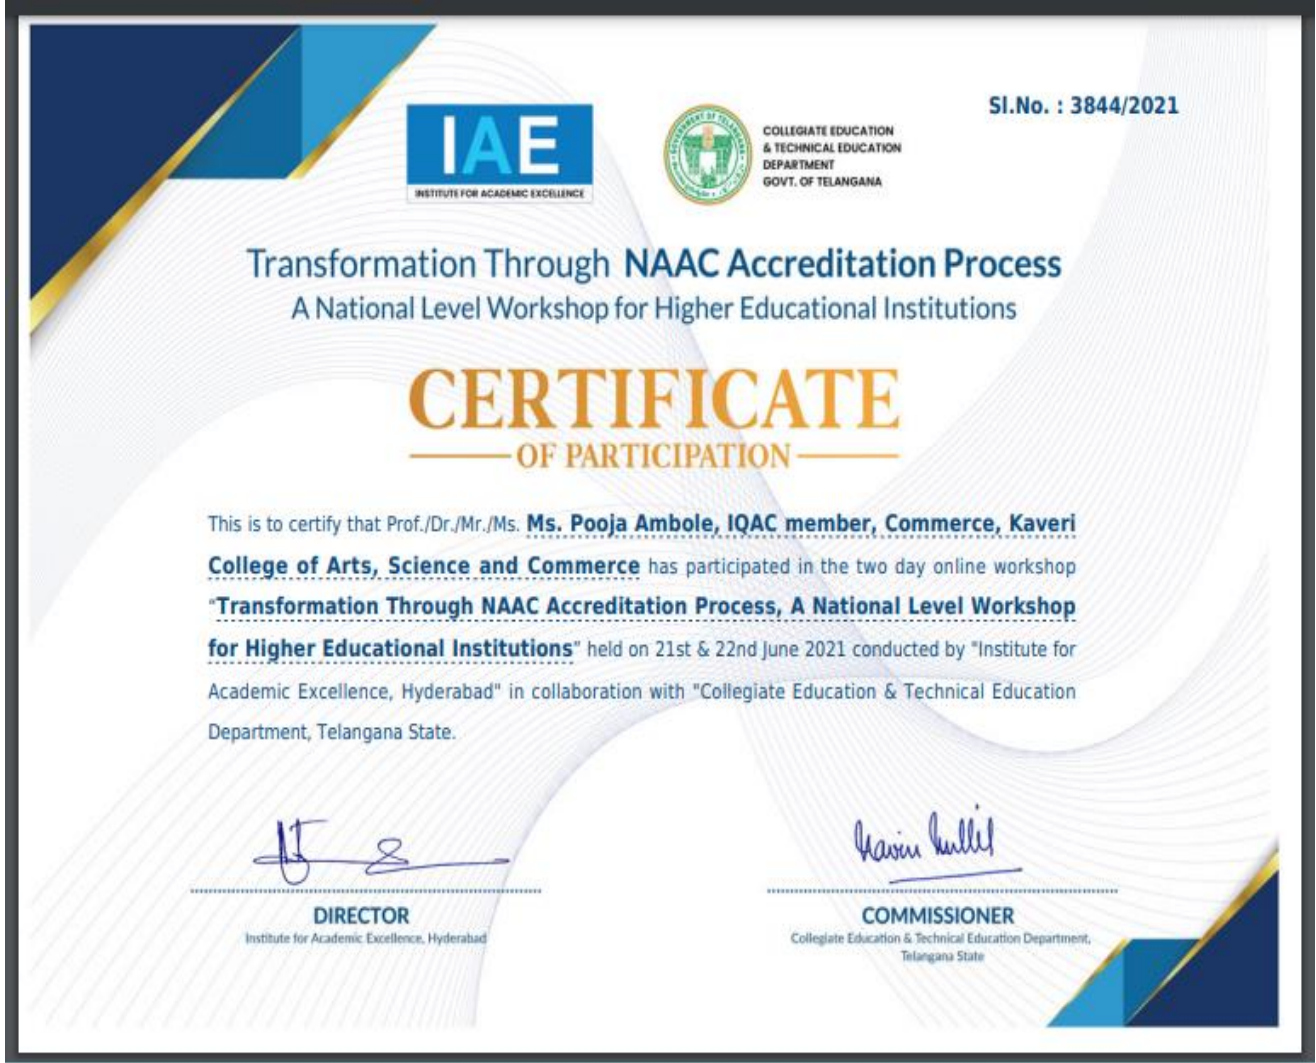 Sl.No. : 3844/2021
IAE
INSTITUTE FOR ACADEMIC EXCELLENCE
COLLEGIATE EDUCATION
& TECHNICAL EDUCATION
DEPARTMENT
GOVT. OF TELANGANA
Transformation Through NAAC Accreditation Process
A National Level Workshop for Higher Educational Institutions
CERTIFICATE
OF PARTICIPATION
This is to certify that Prof./Dr./Mr./Ms. Ms. Pooja Ambole, IQAC member, Commerce, Kaveri
College of Arts, Science and Commerce has participated in the two day online workshop
"Transformation Through NAAC Accreditation Process, A National Level Workshop
for Higher Educational Institutions" held on 21st & 22nd June 2021 conducted by "Institute for
Academic Excellence, Hyderabad" in collaboration with "Collegiate Education & Technical Education
Department, Telangana State.
DIRECTOR
Institute for Academic Excellence, Hyderabad
COMMISSIONER
Collegiate Education & Technical Education Department,
Telangana State